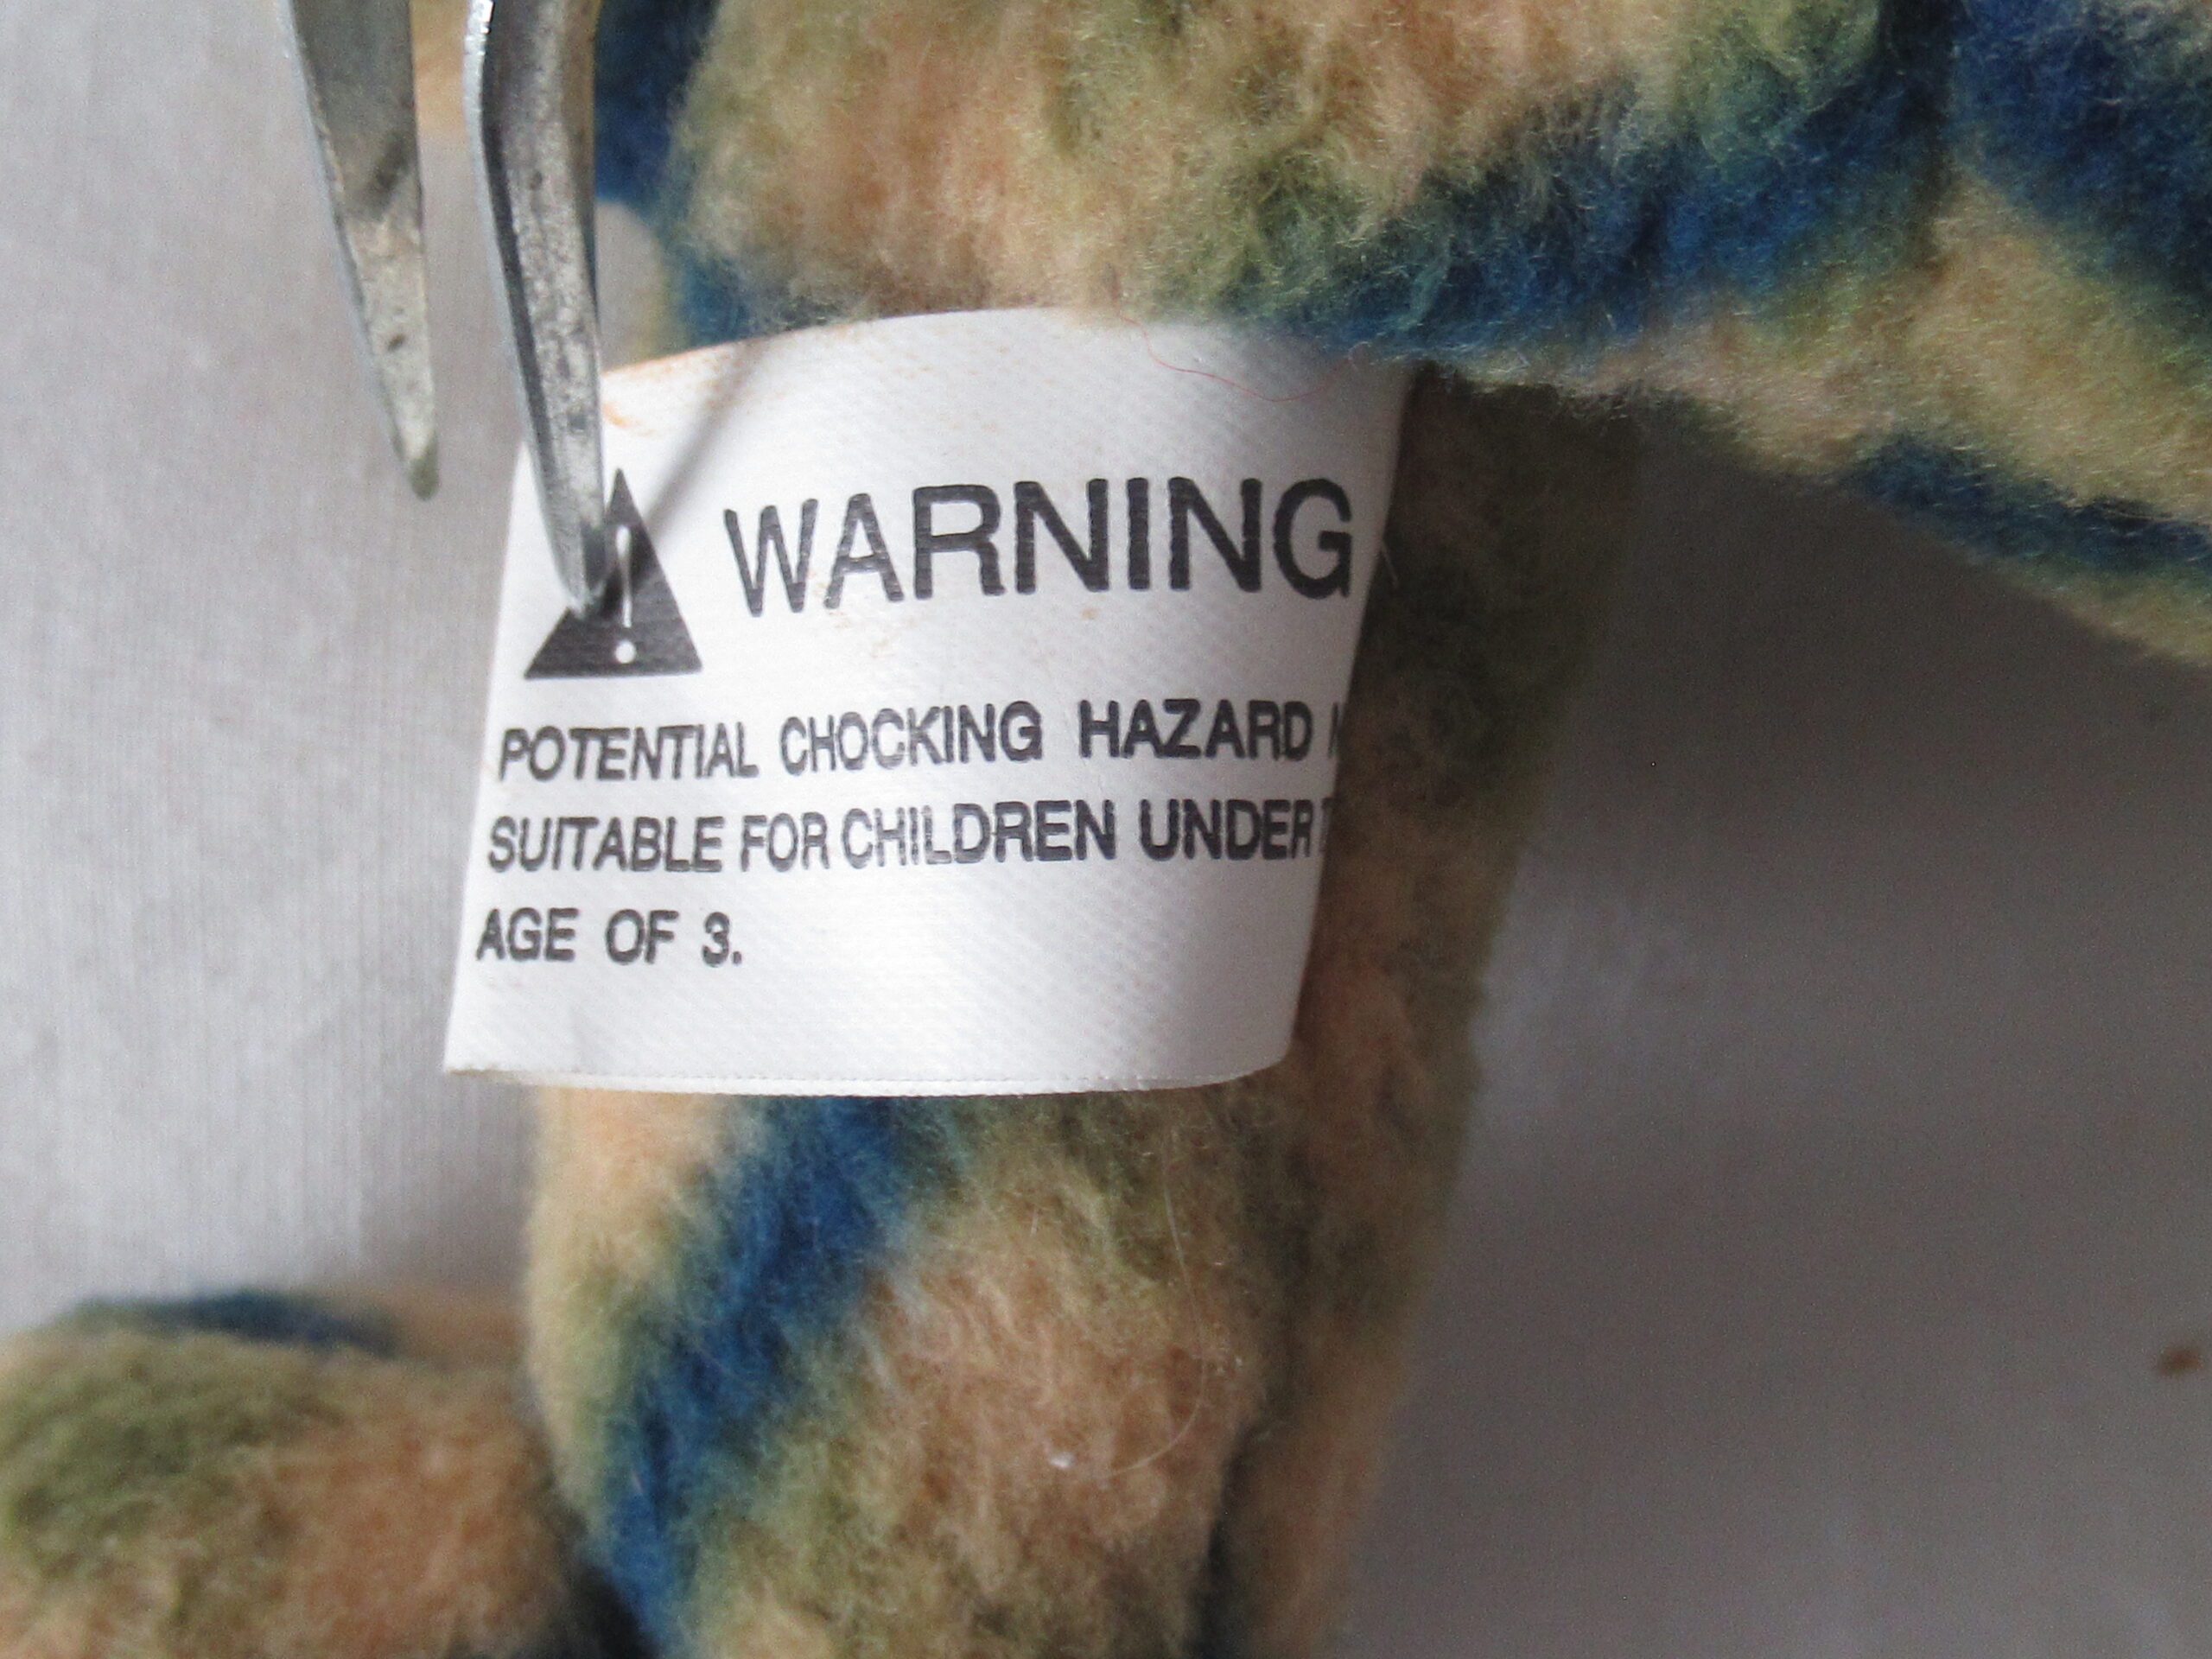 WARNING
POTENTIAL CHOCKING HAZARD
SUITABLE FOR CHILDREN UNDER
AGE OF 3.